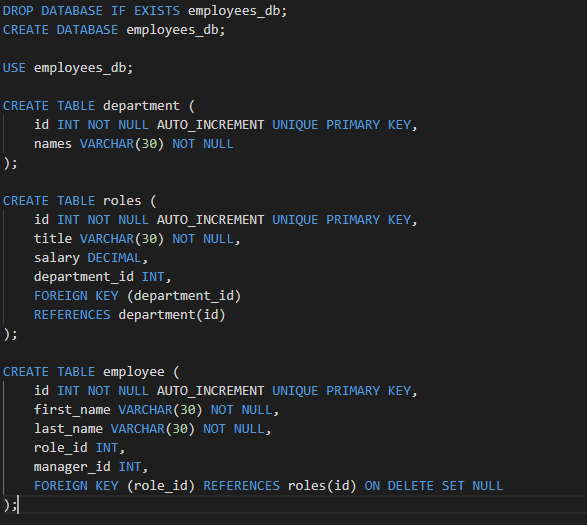 DROP DATABASE IF EXISTS employees_db;
CREATE DATABASE employees_db;
USE employees_db;
CREATE TABLE department (
    id INT NOT NULL AUTO_INCREMENT UNIQUE PRIMARY KEY,
    names VARCHAR(30) NOT NULL
);
CREATE TABLE roles (
    id INT NOT NULL AUTO_INCREMENT UNIQUE PRIMARY KEY,
    title VARCHAR(30) NOT NULL,
    salary DECIMAL,
    department_id INT,
    FOREIGN KEY (department_id)
    REFERENCES department(id)
);
CREATE TABLE employee (
    id INT NOT NULL AUTO_INCREMENT UNIQUE PRIMARY KEY,
    first_name VARCHAR(30) NOT NULL,
    last_name VARCHAR(30) NOT NULL,
    role_id INT,
    manager_id INT,
    FOREIGN KEY (role_id) REFERENCES roles(id) ON DELETE SET NULL
);